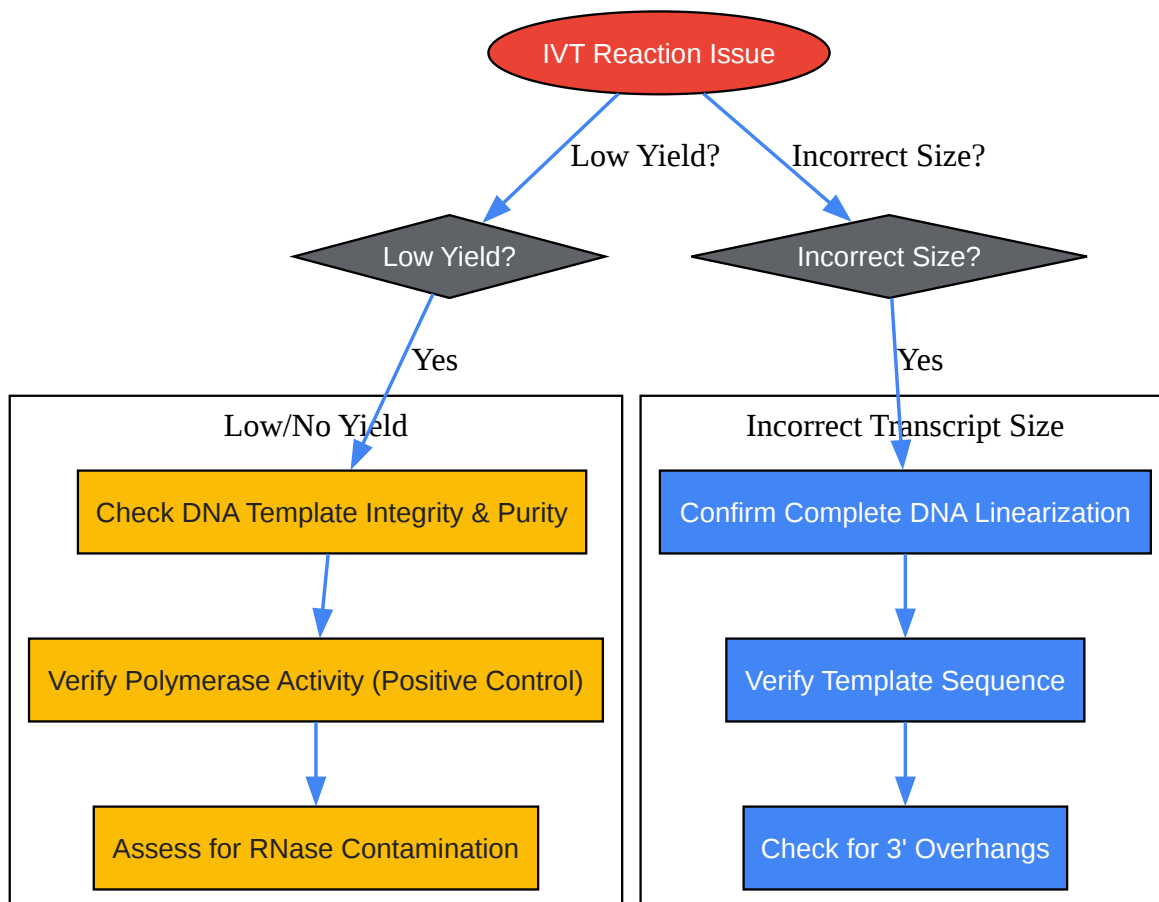 IVT Reaction Issue
Low Yield?
Incorrect Size?
Low Yield?
Incorrect Size?
Yes
Yes
Low/No Yield
Incorrect Transcript Size
Check DNA Template Integrity & Purity
Confirm Complete DNA Linearization
Verify Polymerase Activity (Positive Control)
Verify Template Sequence
Assess for RNase Contamination
Check for 3' Overhangs